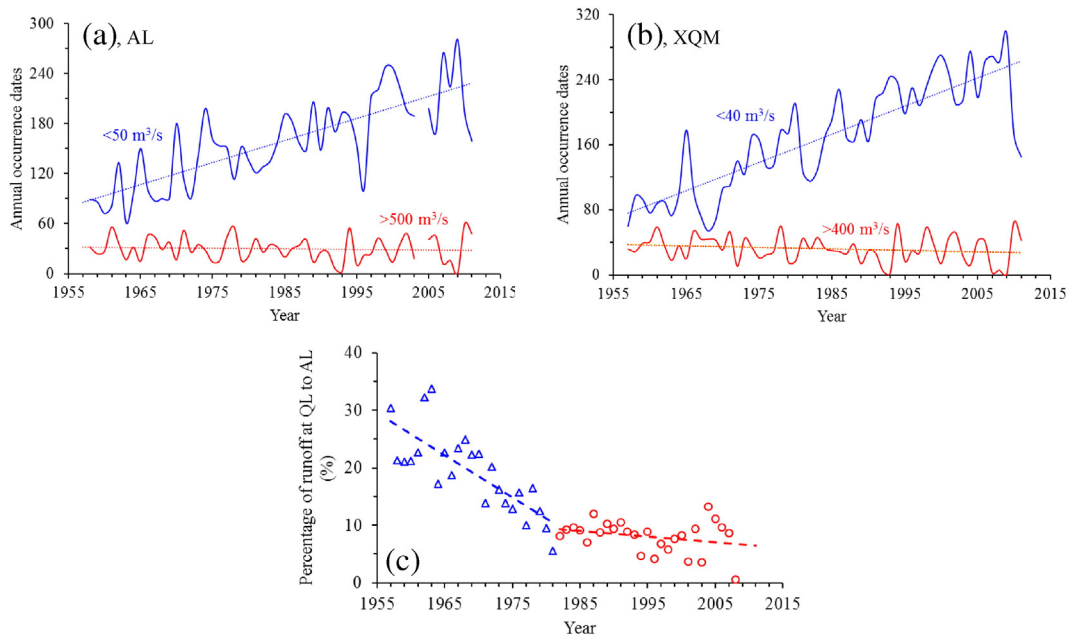 (a), AL
Annual occurrence dates
300
240
180
120
60
0
<50 m³/s
>500 m³/s
1955 1965 1975 1985 1995 2005 2015
Year
(b), XQM
Annual occurrence dates
320
240
160
80
0
<40 m³/s
>400 m³/s
1955 1965 1975 1985 1995 2005 2015
Year
Percentage of runoff at QL to AL
(%)
40
30
20
10
0
(c)
1955 1965 1975 1985 1995 2005 2015
Year